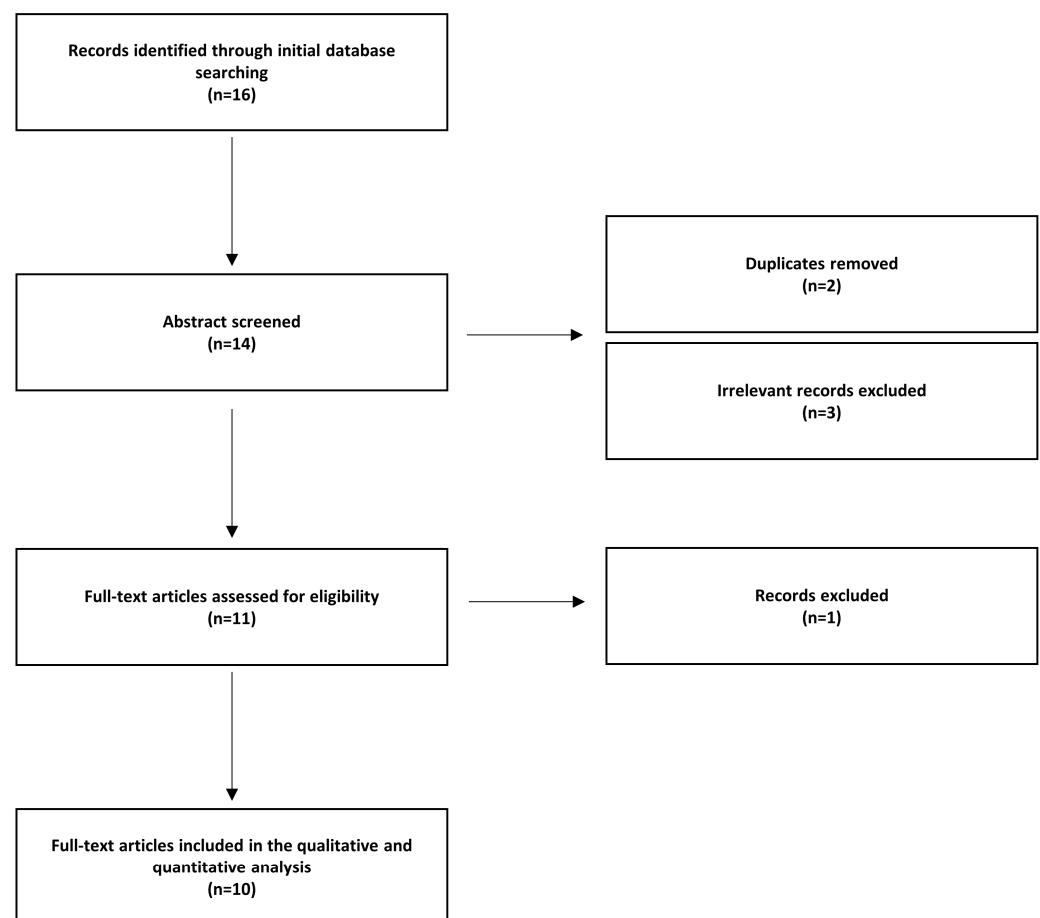 Records identified through initial database
searching
(n=16)
Abstract screened
(n=14)
Duplicates removed
(n=2)
Irrelevant records excluded
(n=3)
Full-text articles assessed for eligibility
(n=11)
Records excluded
(n=1)
Full-text articles included in the qualitative and
quantitative analysis
(n=10)